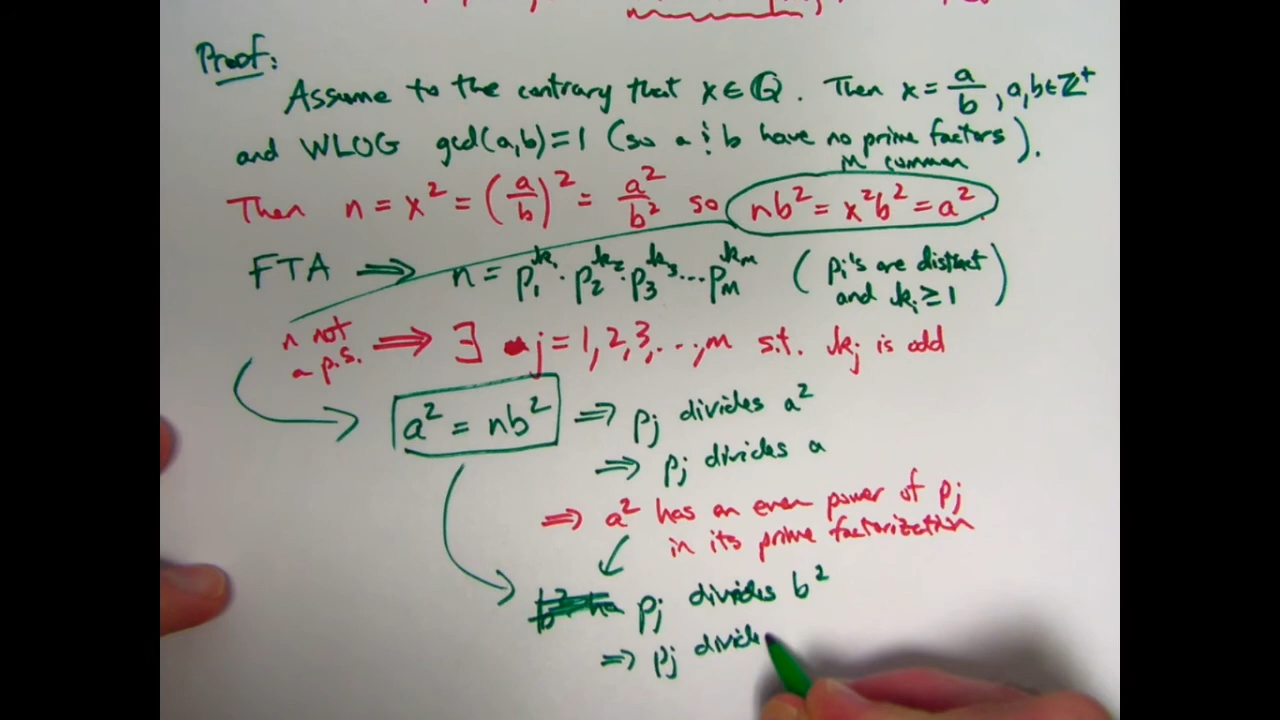 Proof:
Assume to the contrary that x ∈ ℚ. Then x = a/b, a,b ∈ ℤ⁺
and WLOG gcd(a,b)=1 (so a & b have no prime factors).
in common
Then n = x² = (a/b)² = a²/b² so nb² = x²b² = a².
FTA ⟹ n = p₁^k₁ · p₂^k₂ · p₃^k₃ ... pₘ^kₘ (pᵢ's are distinct
and kᵢ ≥ 1)
n not
a p.s. ⟹ ∃ j = 1,2,3,...,m s.t. kⱼ is odd
a² = nb² ⟹ pⱼ divides a²
⟹ pⱼ divides a
⟹ a² has an even power of pⱼ
in its prime factorization
pⱼ divides b²
⟹ pⱼ divide